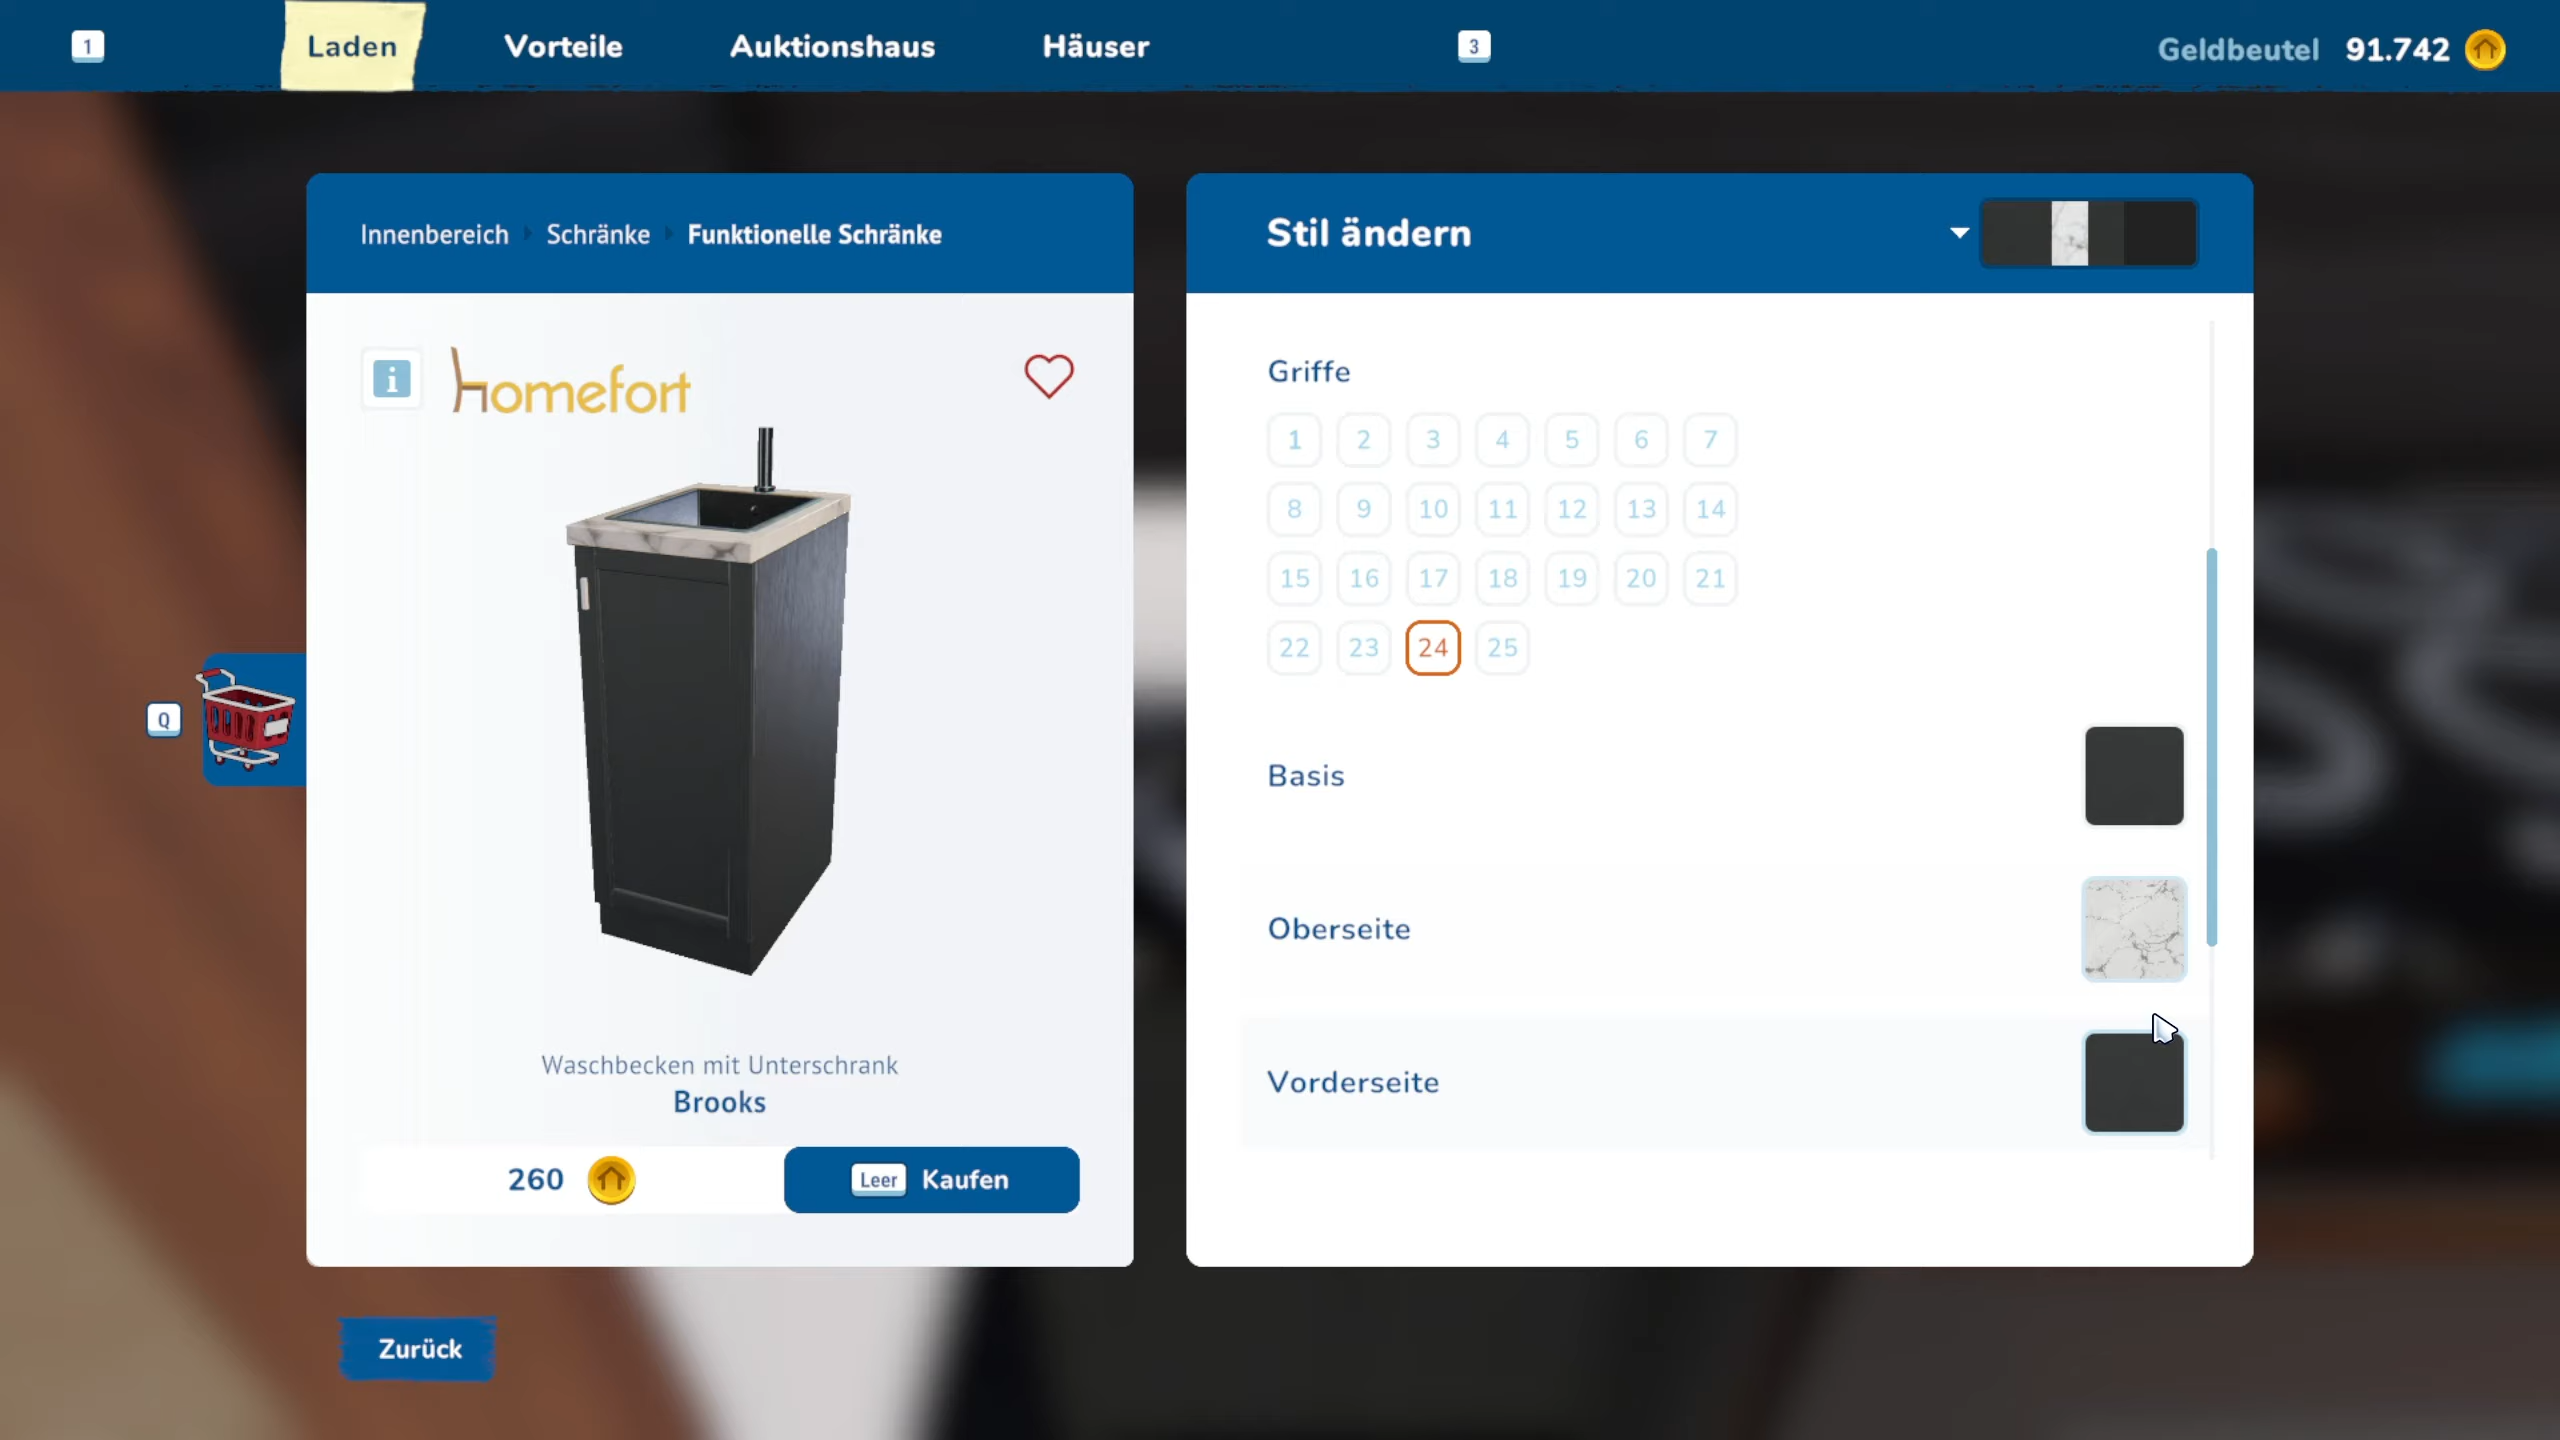 1 Laden Vorteile Auktionshaus Häuser 3 Geldbeutel 91.742
Innenbereich Schränke Funktionelle Schränke
i homefort
Waschbecken mit Unterschrank
Brooks
260 Leer Kaufen
Q
Zurück
Stil ändern
Griffe
1 2 3 4 5 6 7
8 9 10 11 12 13 14
15 16 17 18 19 20 21
22 23 24 25
Basis
Oberseite
Vorderseite